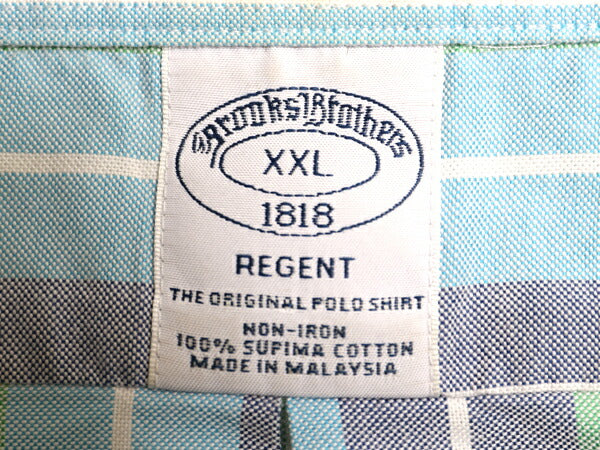 Brooks Brothers
XXL
1818
REGENT
THE ORIGINAL POLO SHIRT
NON-IRON
100% SUPIMA COTTON
MADE IN MALAYSIA